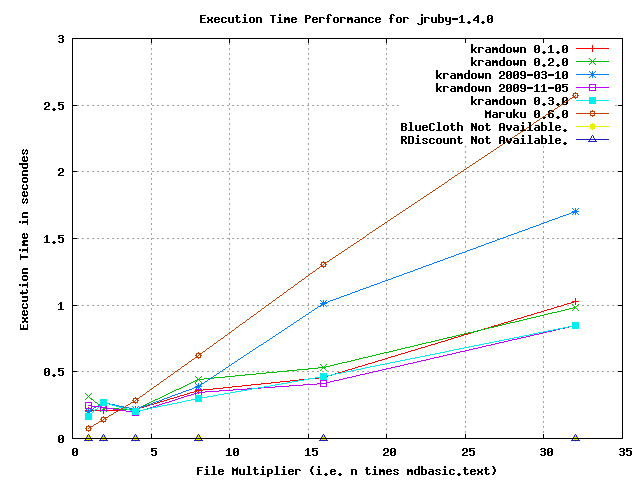 Execution Time Performance for jruby-1.4.0
kramdown 0.1.0
kramdown 0.2.0
kramdown 2009-03-10
kramdown 2009-11-05
kramdown 0.3.0
Maruku 0.6.0
BlueCloth Not Available.
RDiscount Not Available.
3
2.5
2
1.5
1
0.5
0
Execution Time in secondes
0 5 10 15 20 25 30 35
File Multiplier (i.e. n times mdbasic.text)